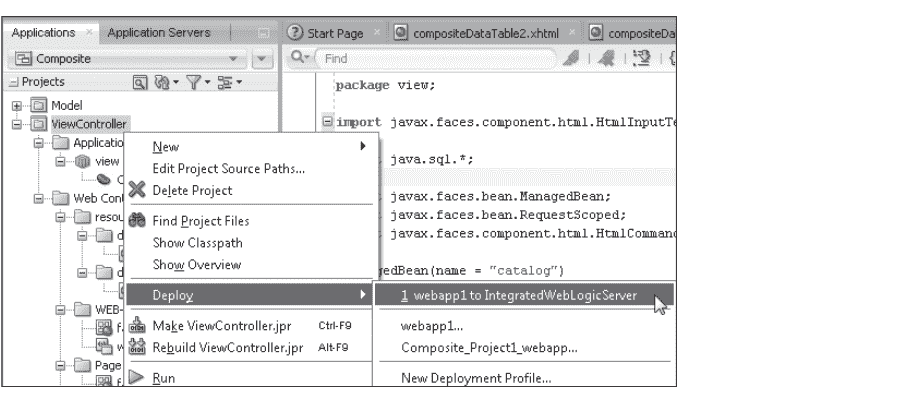 Applications × Application Servers
Start Page × compositeDataTable2.xhtml × compositeDa
Composite
Find
Projects
package view;
Model
ViewController
import javax.faces.component.html.HtmlInputTe
Applicatio
New
java.sql.*;
view
Edit Project Source Paths...
C
Delete Project
javax.faces.bean.ManagedBean;
Web Cont
resou
Find Project Files
javax.faces.bean.RequestScoped;
d
Show Classpath
javax.faces.component.html.HtmlCommand
Show Overview
d
gedBean(name = "catalog")
Deploy
1 webapp1 to IntegratedWebLogicServer
WEB-
f
Make ViewController.jpr Ctrl-F9
webapp1...
w
Rebuild ViewController.jpr Alt-F9
Composite_Project1_webapp...
Page
f
Run
New Deployment Profile...